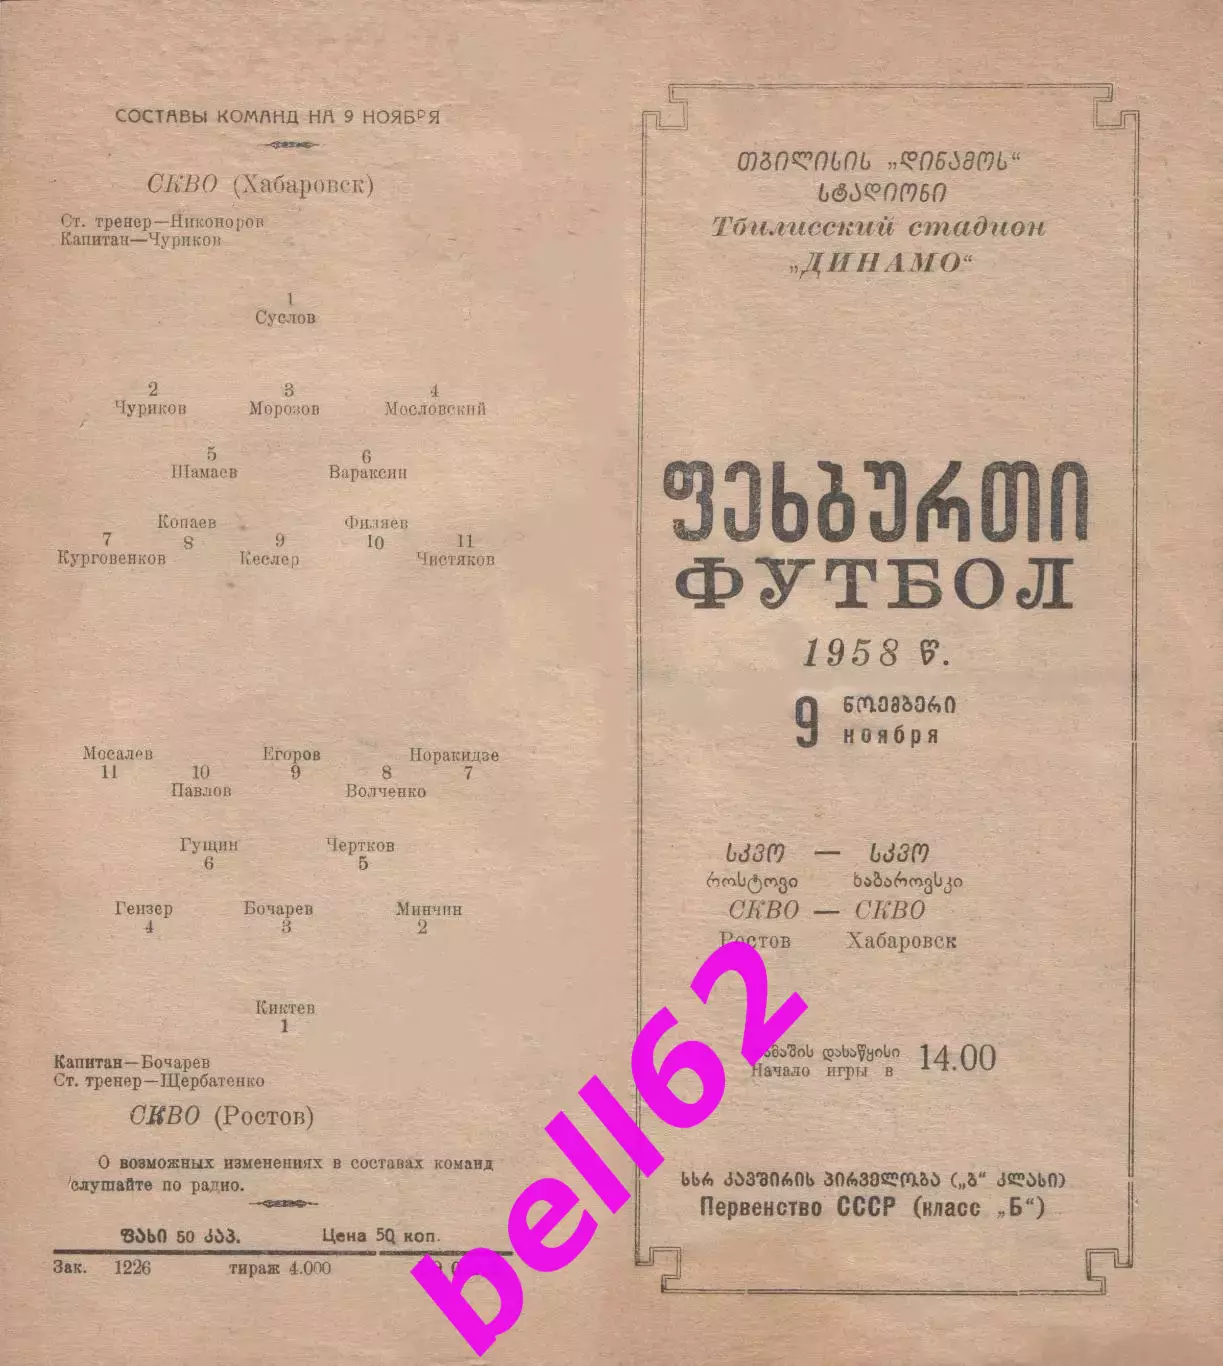 СОСТАВЫ КОМАНД НА 9 НОЯБРЯ
СКВО (Хабаровск)
Ст. тренер—Никоноров
Капитан—Чуриков
1
Суслов
2 3 4
Чуриков Морозов Мословский
5 6
Шамаев Вараксин
Копаев Филяев
7 8 9 10 11
Курговенков Кеслер Чистяков
Мосалев Егоров Норакидзе
11 10 9 8 7
Павлов Волченко
Гущин Чертков
6 5
Гензер Бочарев Минчин
4 3 2
Киктев
1
Капитан—Бочарев
Ст. тренер—Щербатенко
СКВО (Ростов)
О возможных изменениях в составах команд
слушайте по радио.
ფასი 50 კაპ. Цена 50 коп.
Зак. 1226 тираж 4.000
თბილისის „დინამოს“
სტადიონი
Тбилисский стадион
„ДИНАМО“
ფეხბურთი
ФУТБОЛ
1958 წ.
9 ნოემბერი
ноября
სკვო — სკვო
როსტოვი ხაბაროვსკი
СКВО — СКВО
Ростов Хабаровск
დასაწყისი 14.00
Начало игры в
სსრ კავშირის პირველობა („ბ“ კლასი)
Первенство СССР (класс „Б“)
bell62